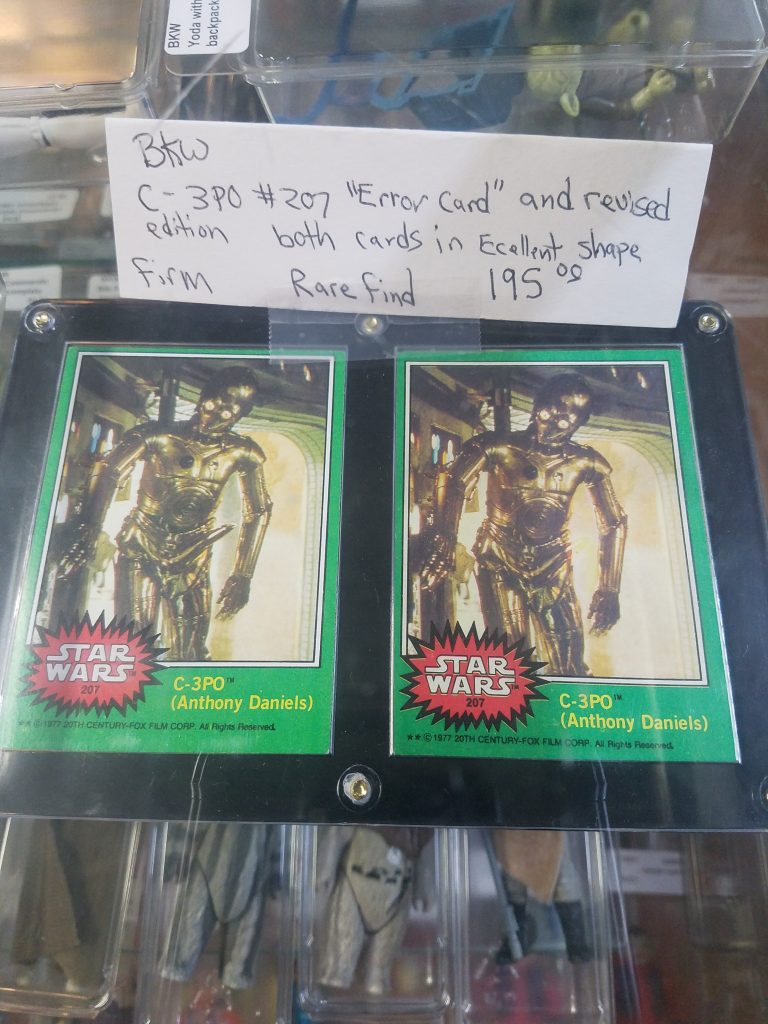 BKW
Yoda with
backpack
BKW
C-3PO #207 "Error Card" and revised
edition both cards in Ecellent shape
firm Rare find 195 00
STAR
WARS™
207
C-3PO™
(Anthony Daniels)
★★ © 1977 20TH CENTURY-FOX FILM CORP. All Rights Reserved.
STAR
WARS™
207
C-3PO™
(Anthony Daniels)
★★ © 1977 20TH CENTURY-FOX FILM CORP. All Rights Reserved.